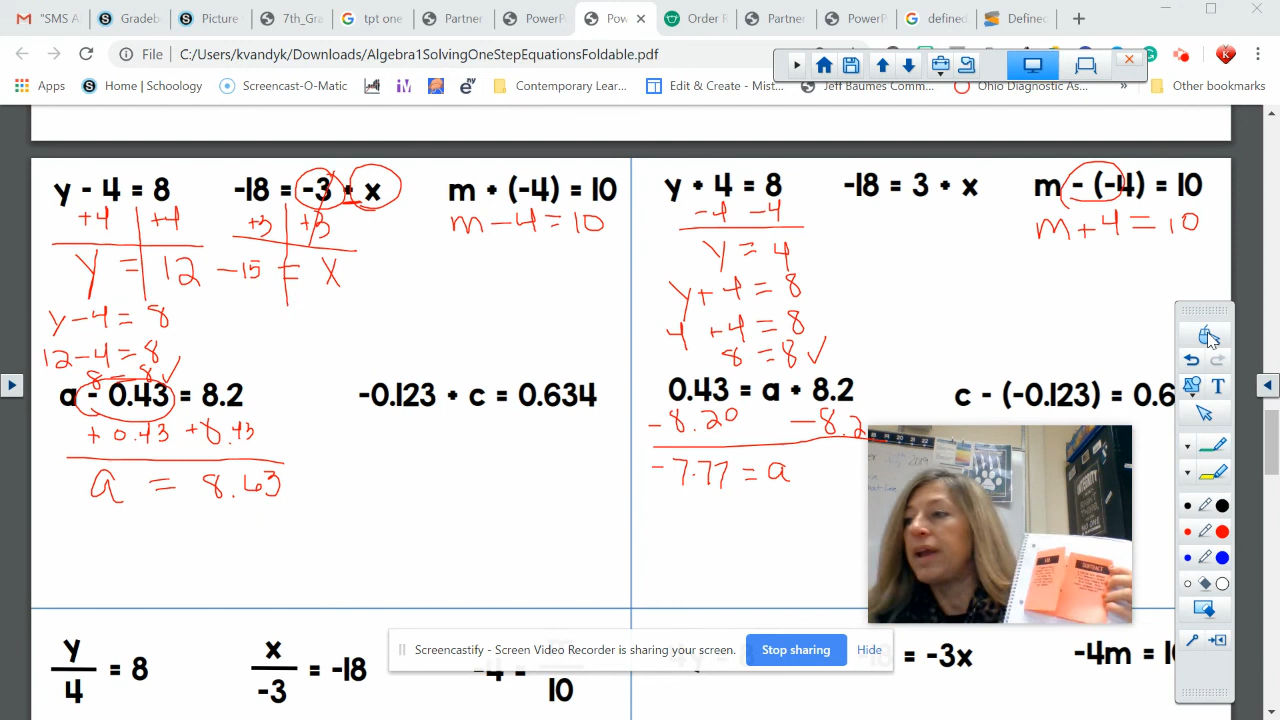 "SMS A
Gradeb
Picture
7th_Gra
tpt one
Partner
PowerP
Pow
Order R
Partner
PowerP
defined
Define
File
C:/Users/kvandyk/Downloads/Algebra1SolvingOneStepEquationsFoldable.pdf
Apps
Home | Schoology
Screencast-O-Matic
Contemporary Lear...
Edit & Create - Mist...
Jeff Baumes Comm...
Ohio Diagnostic As...
»
Other bookmarks
y - 4 = 8
-18 = -3 + x
m + (-4) = 10
y + 4 = 8
-18 = 3 + x
m - (-4) = 10
+4 +4
+3 +3
m - 4 = 10
-4 -4
m + 4 = 10
y = 12
-15 = x
y = 4
y - 4 = 8
y + 4 = 8
12 - 4 = 8
4 + 4 = 8
8 = 8 ✓
8 = 8 ✓
a - 0.43 = 8.2
-0.123 + c = 0.634
0.43 = a + 8.2
c - (-0.123) = 0.6
+ 0.43 + 0.43
-8.20 -8.2
a = 8.63
-7.77 = a
SUBTRACT
y/4 = 8
x/-3 = -18
10
= -3x
-4m = 10
Screencastify - Screen Video Recorder is sharing your screen.
Stop sharing
Hide
T
K